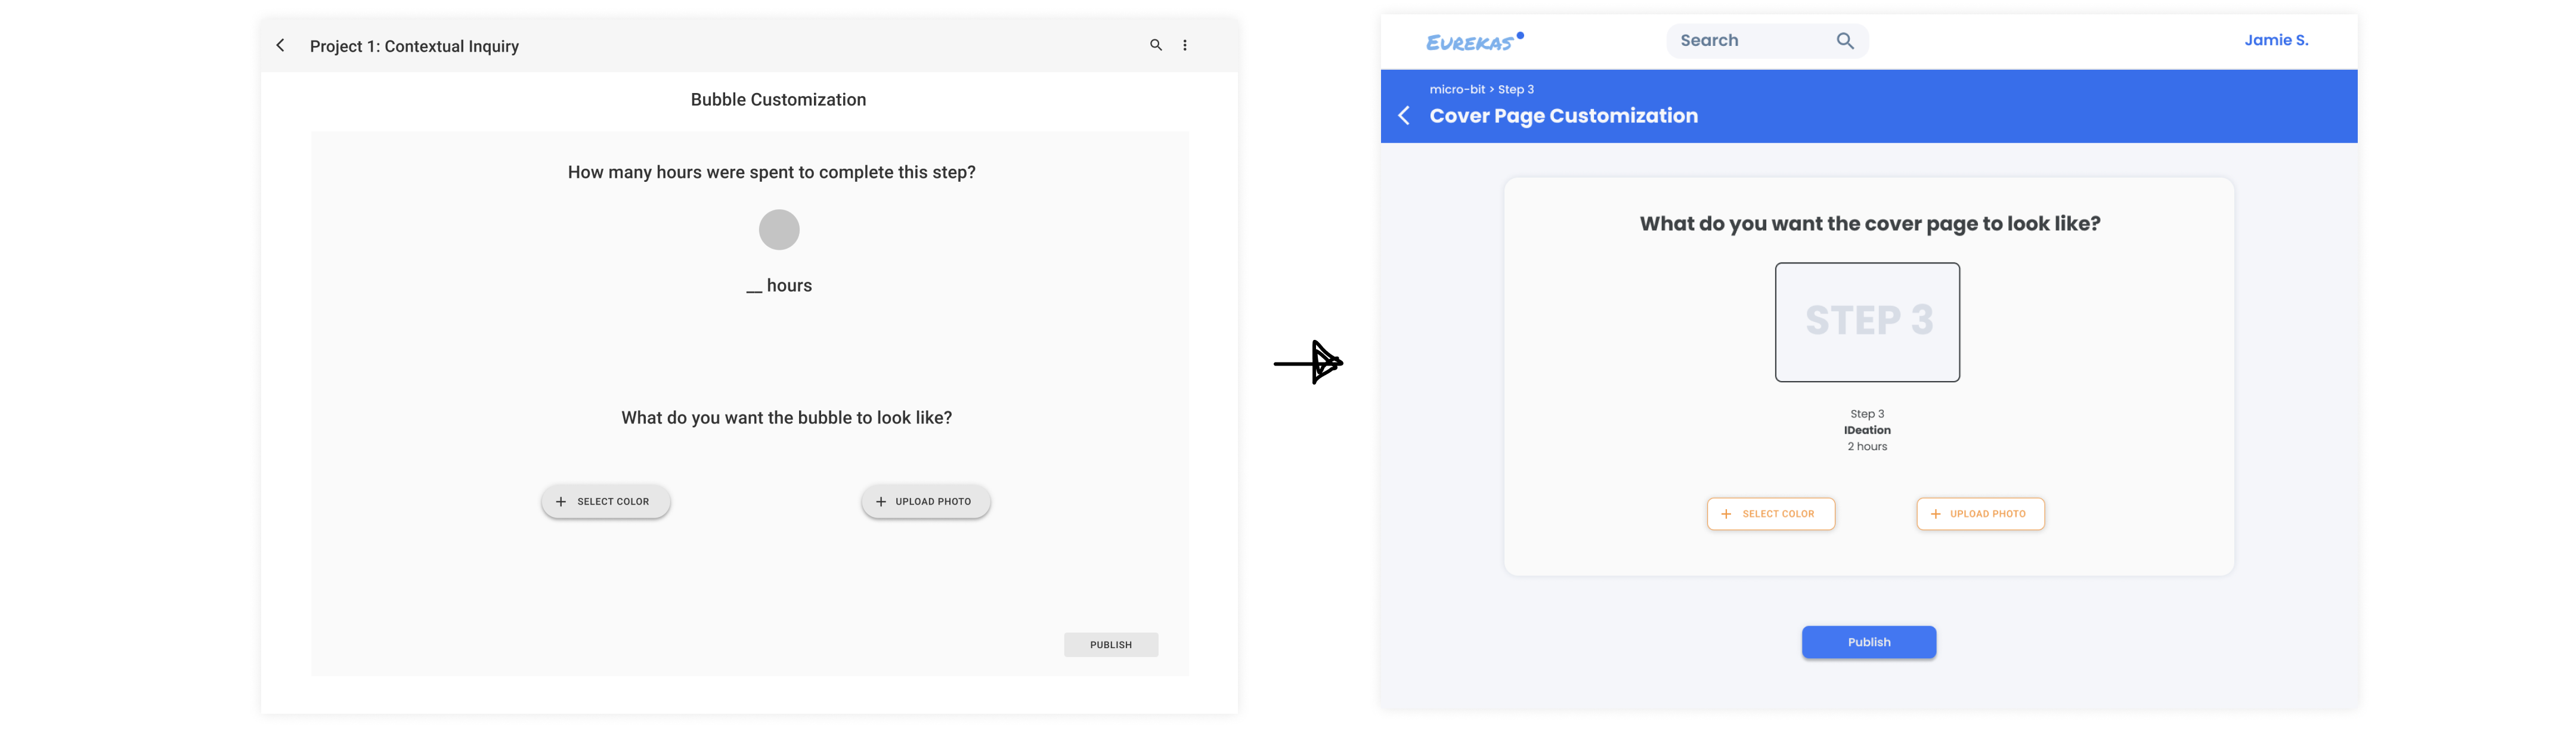 Project 1: Contextual Inquiry
Bubble Customization
How many hours were spent to complete this step?
__ hours
What do you want the bubble to look like?
+ SELECT COLOR
+ UPLOAD PHOTO
PUBLISH
EUREKAS
Search
Jamie S.
micro-bit > Step 3
Cover Page Customization
What do you want the cover page to look like?
STEP 3
Step 3
IDeation
2 hours
+ SELECT COLOR
+ UPLOAD PHOTO
Publish